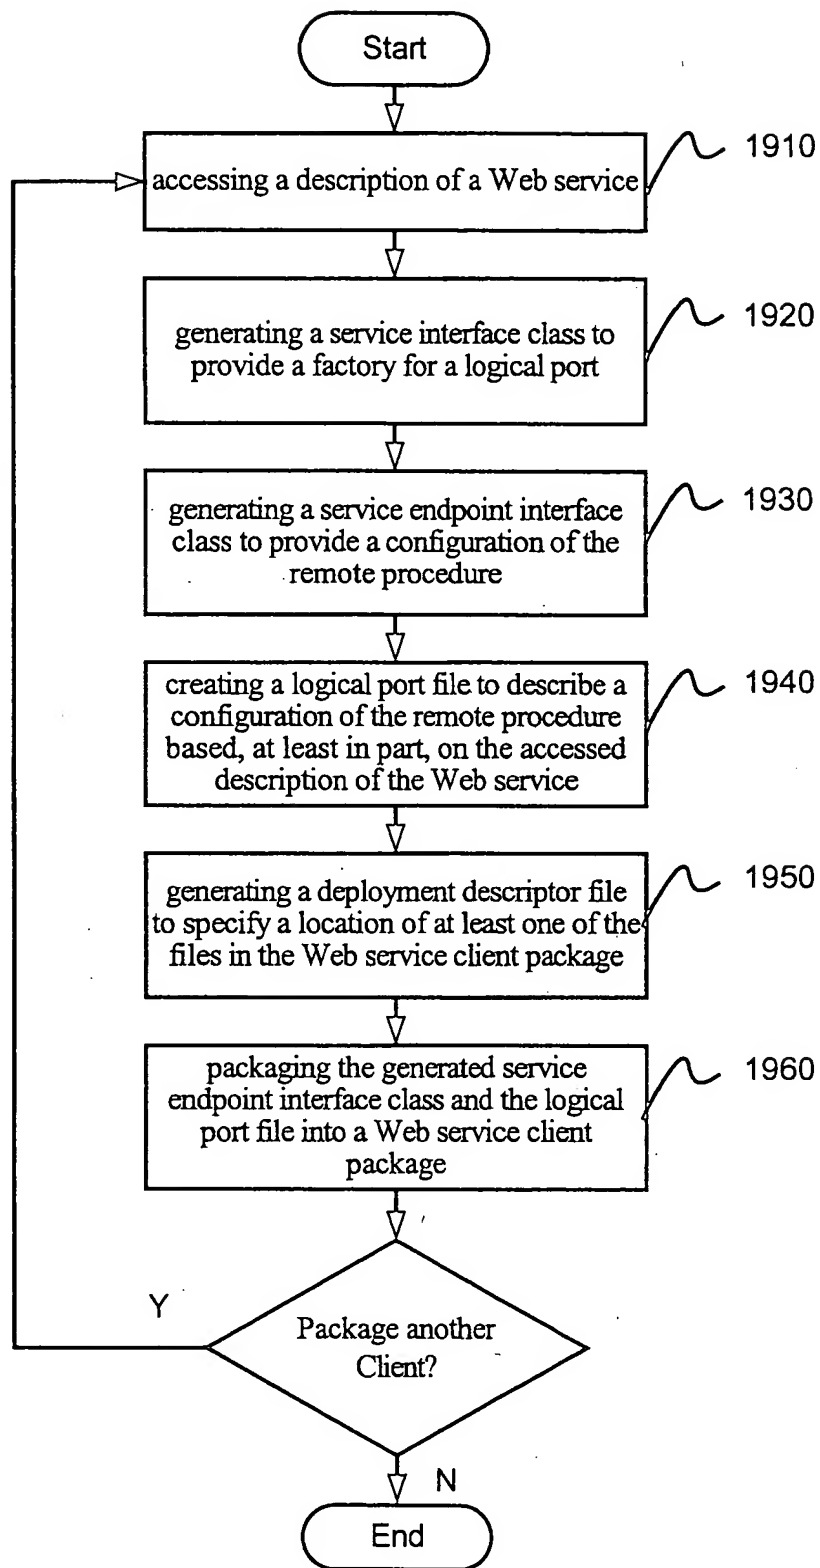 Start
accessing a description of a Web service
1910
generating a service interface class to
provide a factory for a logical port
1920
generating a service endpoint interface
class to provide a configuration of the
remote procedure
1930
creating a logical port file to describe a
configuration of the remote procedure
based, at least in part, on the accessed
description of the Web service
1940
generating a deployment descriptor file
to specify a location of at least one of the
files in the Web service client package
1950
packaging the generated service
endpoint interface class and the logical
port file into a Web service client
package
1960
Y
Package another
Client?
N
End